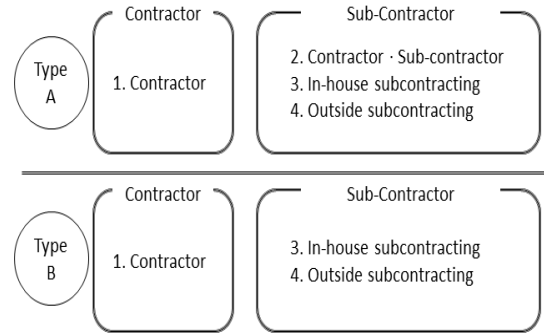 Contractor
Sub-Contractor
Type
A
1. Contractor
2. Contractor · Sub-contractor
3. In-house subcontracting
4. Outside subcontracting
Contractor
Sub-Contractor
Type
B
1. Contractor
3. In-house subcontracting
4. Outside subcontracting